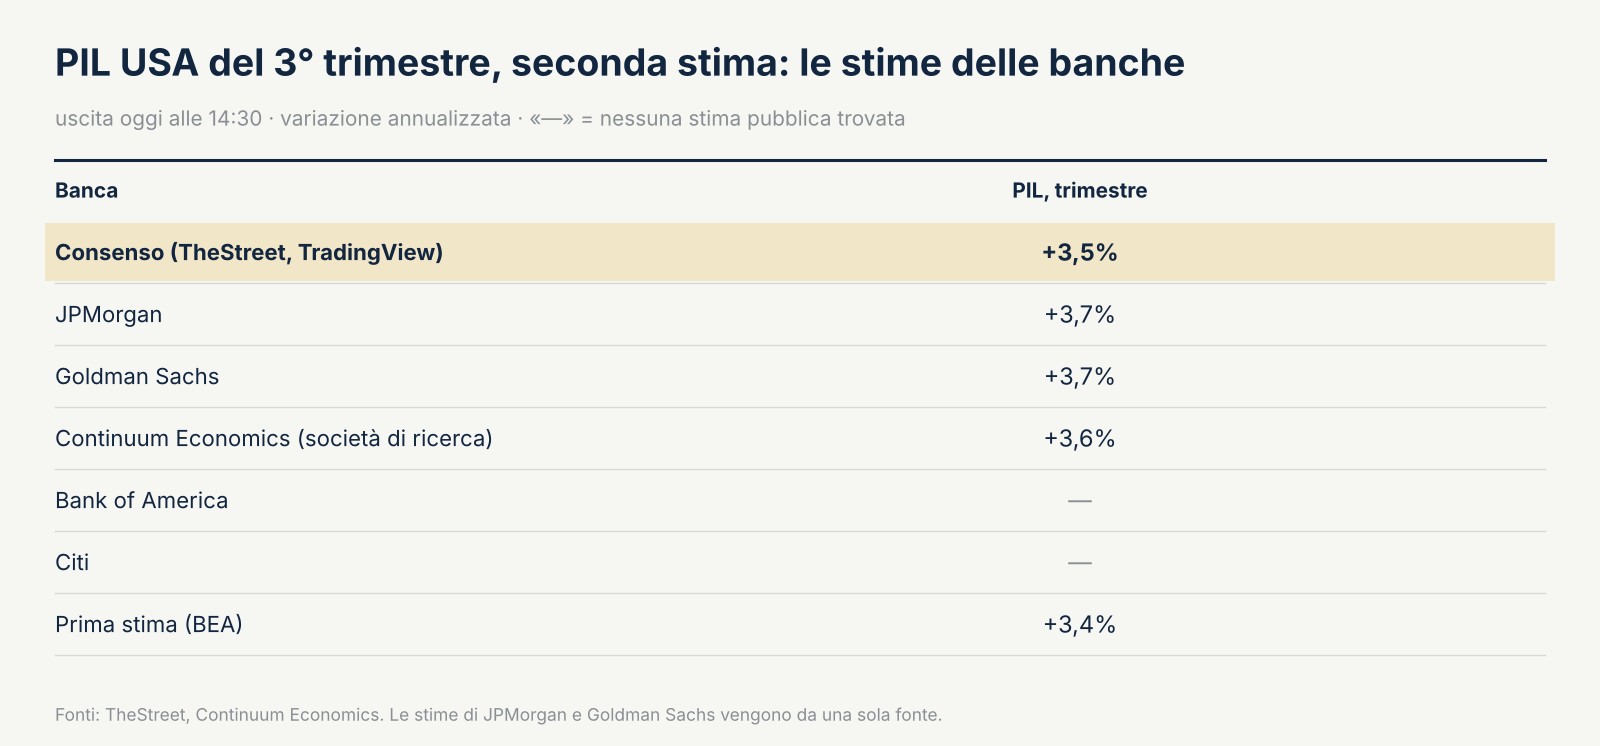 PIL USA del 3° trimestre, seconda stima: le stime delle banche
uscita oggi alle 14:30 · variazione annualizzata · «—» = nessuna stima pubblica trovata
Banca PIL, trimestre
Consenso (TheStreet, TradingView) +3,5%
JPMorgan +3,7%
Goldman Sachs +3,7%
Continuum Economics (società di ricerca) +3,6%
Bank of America —
Citi —
Prima stima (BEA) +3,4%
Fonti: TheStreet, Continuum Economics. Le stime di JPMorgan e Goldman Sachs vengono da una sola fonte.